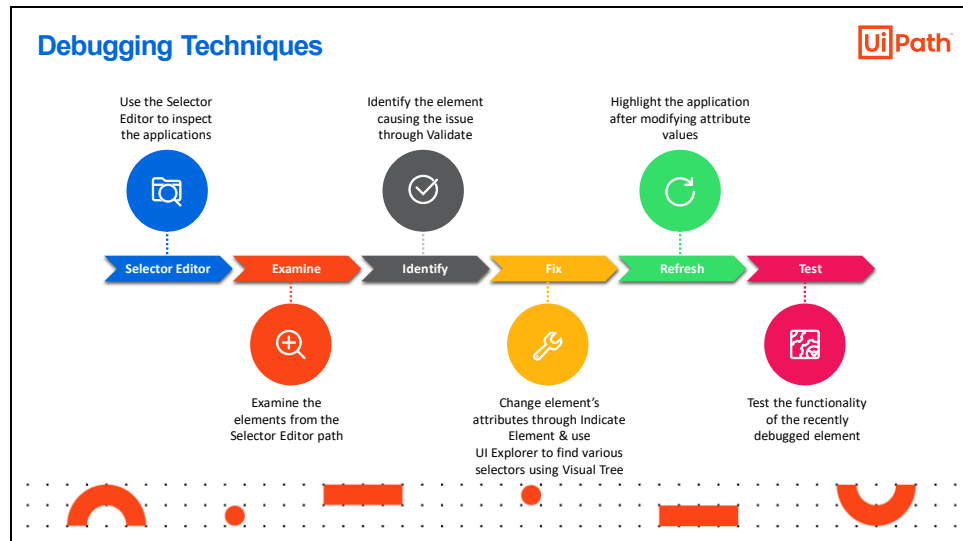 Debugging Techniques
UiPath
Use the Selector
Editor to inspect
the applications
Identify the element
causing the issue
through Validate
Highlight the application
after modifying attribute
values
Selector Editor
Examine
Identify
Fix
Refresh
Test
Examine the
elements from the
Selector Editor path
Change element's
attributes through Indicate
Element & use
UI Explorer to find various
selectors using Visual Tree
Test the functionality
of the recently
debugged element